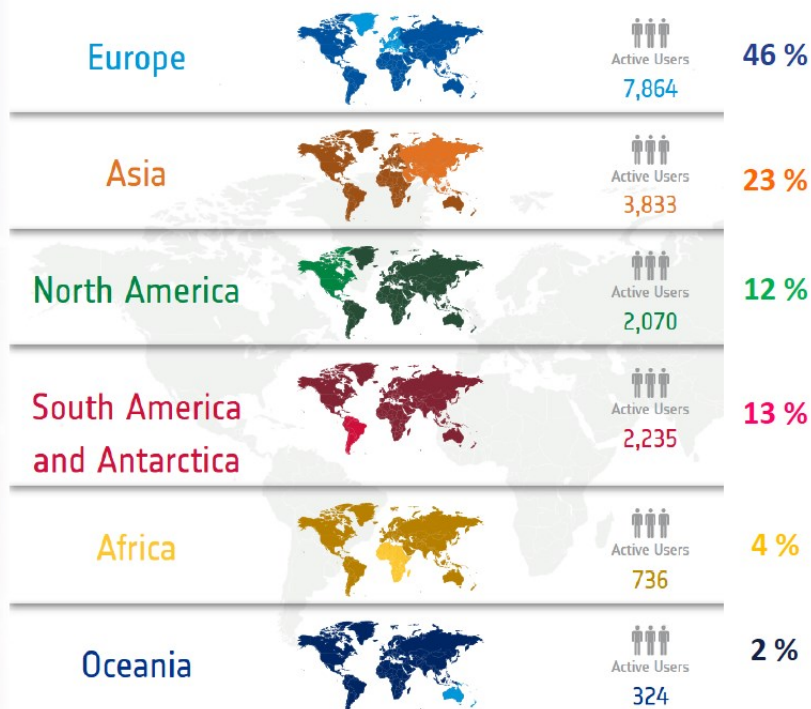 Europe
Active Users
7,864
46 %
Asia
Active Users
3,833
23 %
North America
Active Users
2,070
12 %
South America
and Antarctica
Active Users
2,235
13 %
Africa
Active Users
736
4 %
Oceania
Active Users
324
2 %